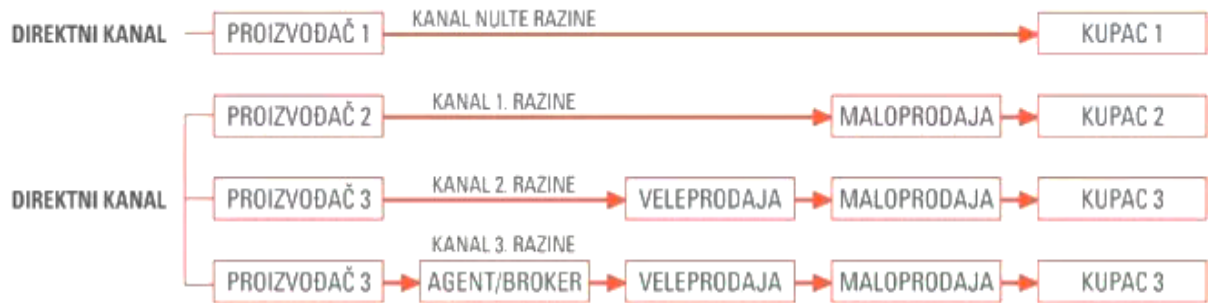 DIREKTNI KANAL PROIZVOĐAČ 1 KANAL NULTE RAZINE KUPAC 1
PROIZVOĐAČ 2 KANAL 1. RAZINE MALOPRODAJA KUPAC 2
DIREKTNI KANAL PROIZVOĐAČ 3 KANAL 2. RAZINE VELEPRODAJA MALOPRODAJA KUPAC 3
KANAL 3. RAZINE
PROIZVOĐAČ 3 AGENT/BROKER VELEPRODAJA MALOPRODAJA KUPAC 3